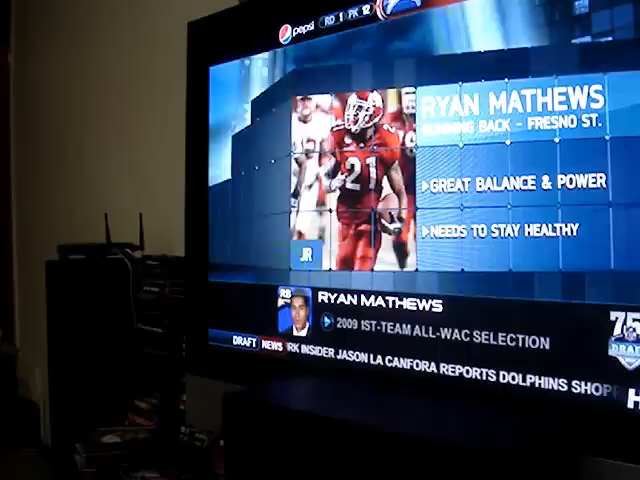 pepsi RD 1 PK 12
RYAN MATHEWS
RUNNING BACK - FRESNO ST.
21
GREAT BALANCE & POWER
NEEDS TO STAY HEALTHY
JR
RB
RYAN MATHEWS
2009 1ST-TEAM ALL-WAC SELECTION
75
DRAFT
DRAFT NEWS RK INSIDER JASON LA CANFORA REPORTS DOLPHINS SHOP
H